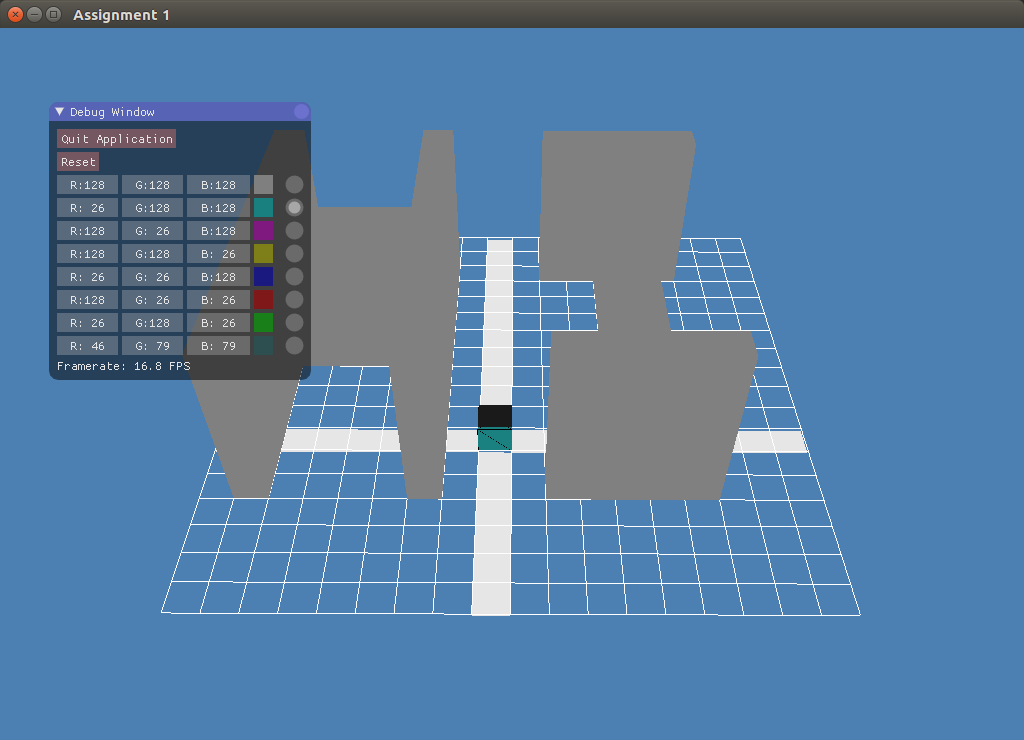 Assignment 1
Debug Window
Quit Application
Reset
R:128 G:128 B:128
R: 26 G:128 B:128
R:128 G: 26 B:128
R:128 G:128 B: 26
R: 26 G: 26 B:128
R:128 G: 26 B: 26
R: 26 G:128 B: 26
R: 46 G: 79 B: 79
Framerate: 16.8 FPS